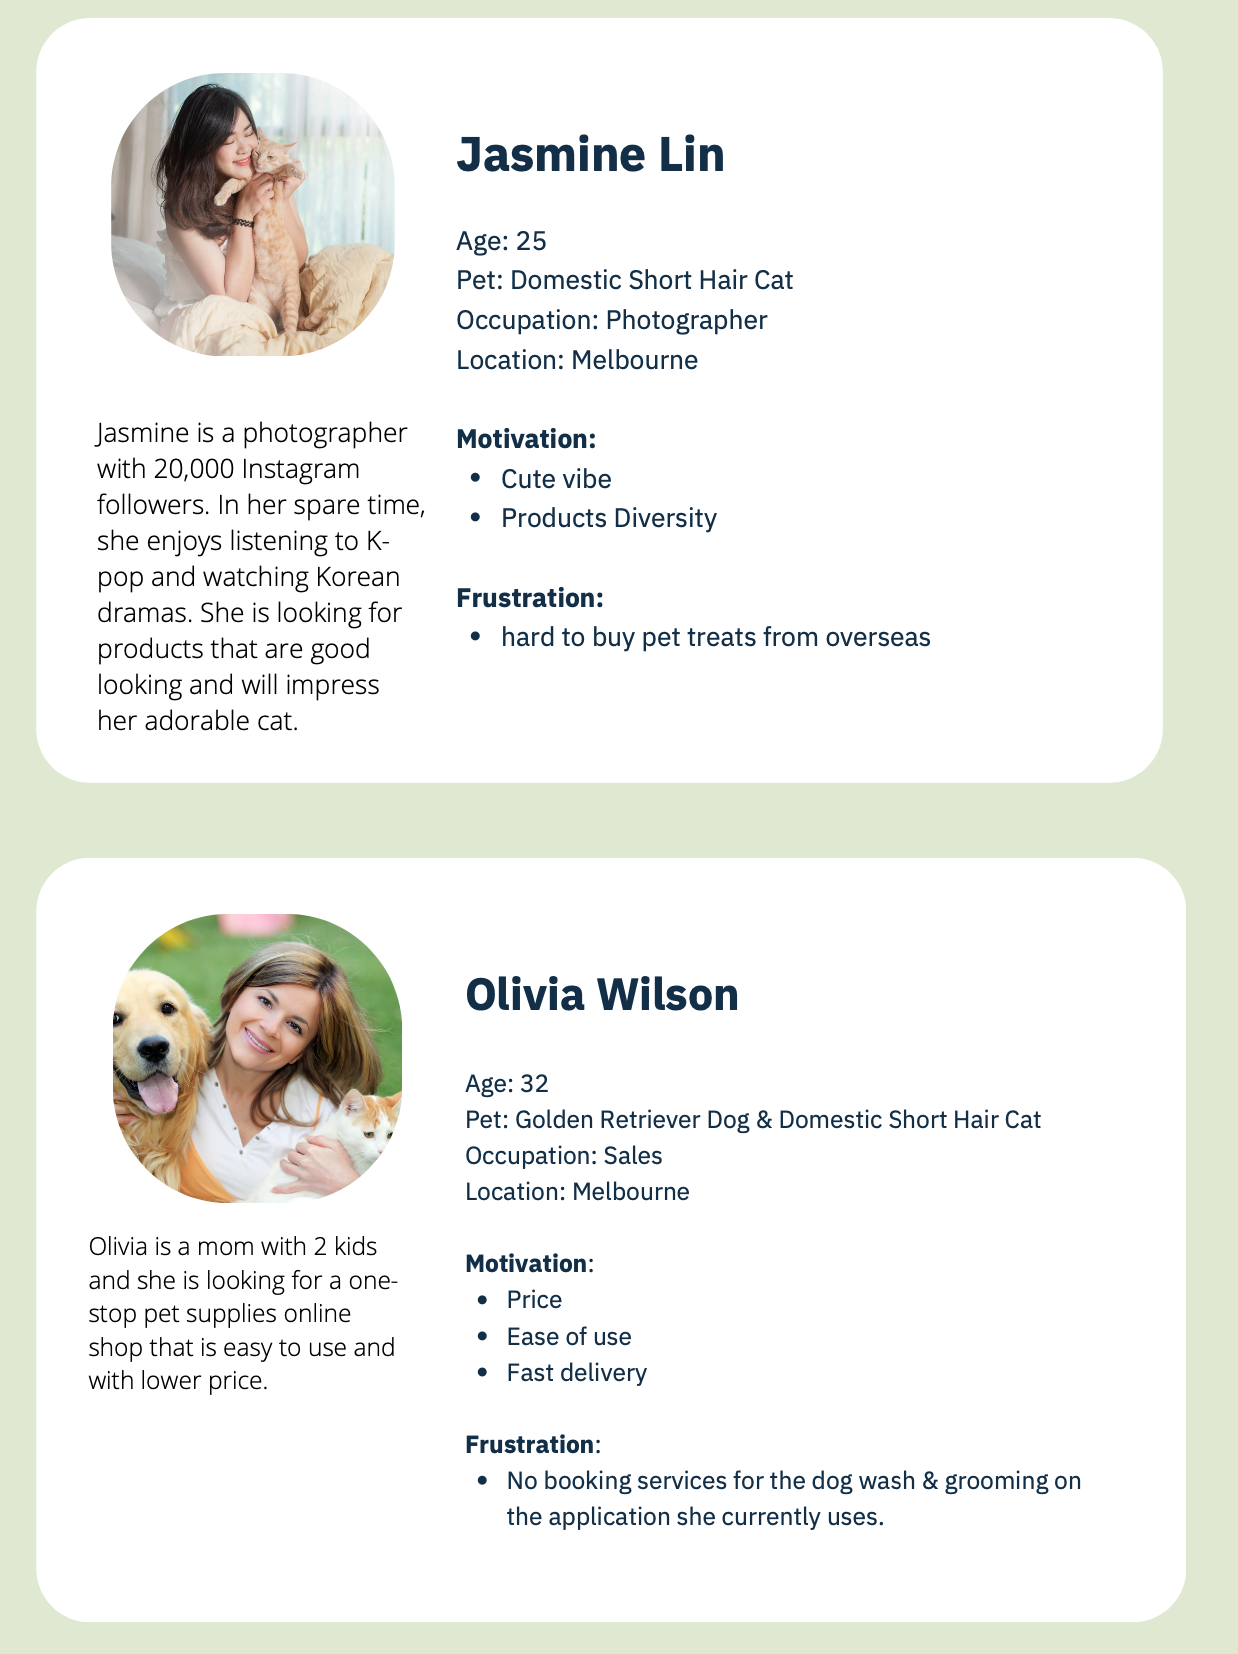 Jasmine Lin
Age: 25
Pet: Domestic Short Hair Cat
Occupation: Photographer
Location: Melbourne
Motivation:
• Cute vibe
• Products Diversity
Frustration:
• hard to buy pet treats from overseas
Jasmine is a photographer
with 20,000 Instagram
followers. In her spare time,
she enjoys listening to K-
pop and watching Korean
dramas. She is looking for
products that are good
looking and will impress
her adorable cat.
Olivia Wilson
Age: 32
Pet: Golden Retriever Dog & Domestic Short Hair Cat
Occupation: Sales
Location: Melbourne
Motivation:
• Price
• Ease of use
• Fast delivery
Frustration:
• No booking services for the dog wash & grooming on
the application she currently uses.
Olivia is a mom with 2 kids
and she is looking for a one-
stop pet supplies online
shop that is easy to use and
with lower price.